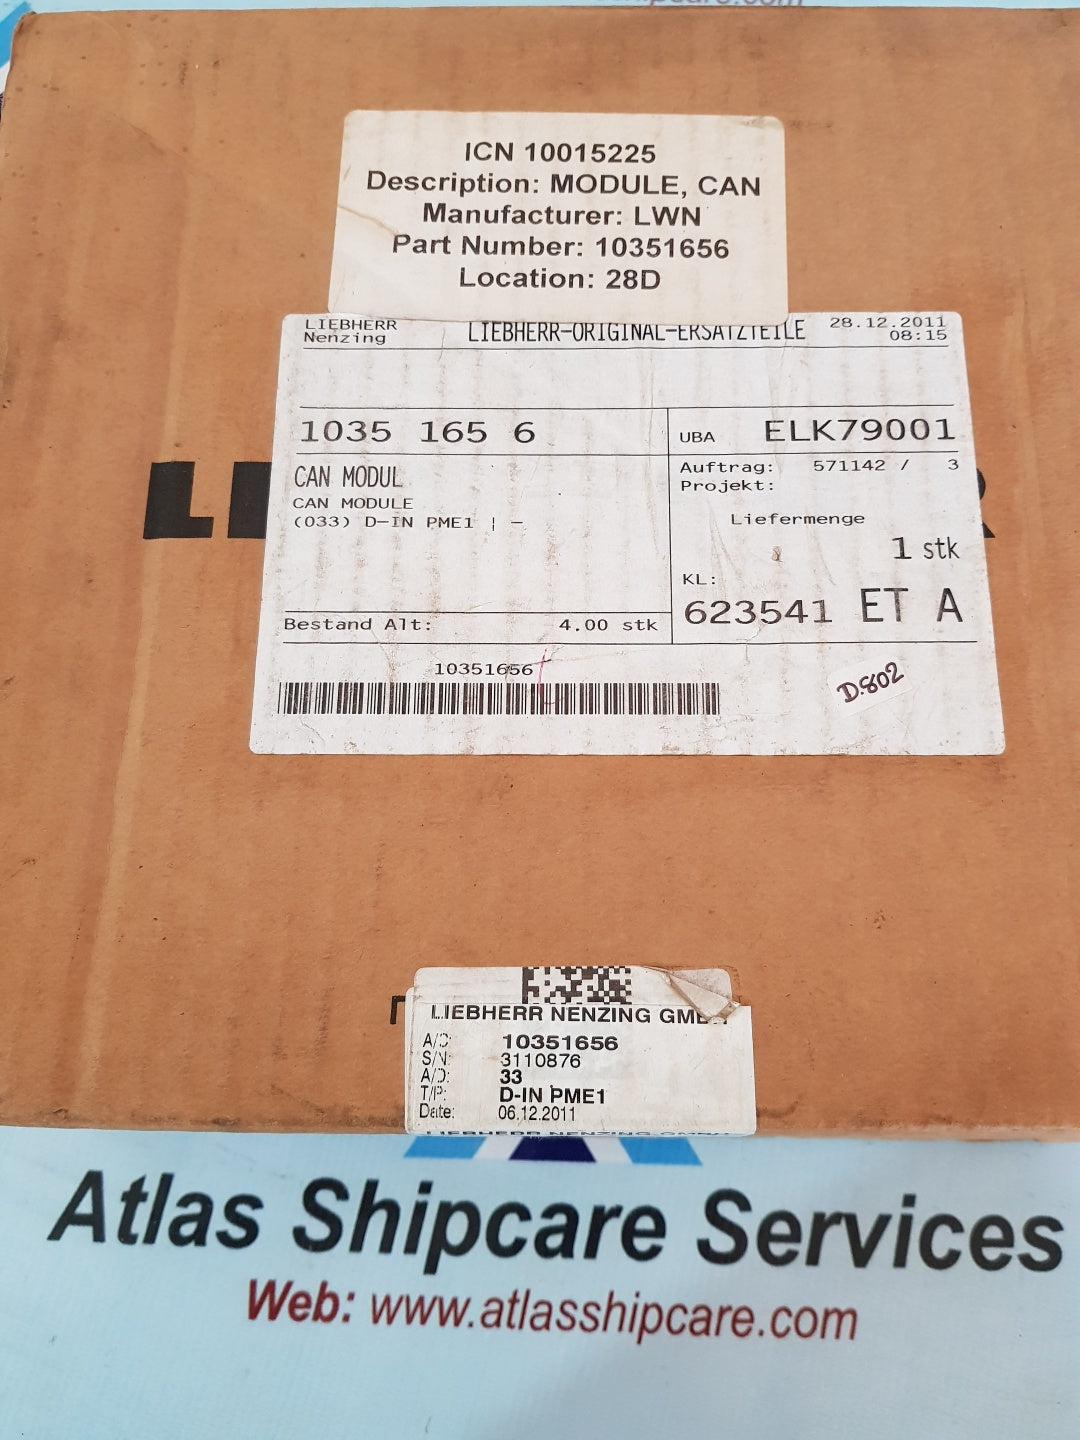 ICN 10015225
Description: MODULE, CAN
Manufacturer: LWN
Part Number: 10351656
Location: 28D
LIEBHERR
Nenzing
LIEBHERR-ORIGINAL-ERSATZTEILE
28.12.2011
08:15
1035 165 6
UBA ELK79001
CAN MODUL
CAN MODULE
(033) D-IN PME1 ¦ -
Auftrag: 571142 / 3
Projekt:
Liefermenge
1 stk
KL:
623541 ET A
Bestand Alt: 4.00 stk
10351656
D.802
LIEBHERR NENZING GMBH
A/C: 10351656
S/N: 3110876
A/D: 33
T/P: D-IN PME1
Date: 06.12.2011
LIEBHERR NENZING GMBH
Atlas Shipcare Services
Web: www.atlasshipcare.com